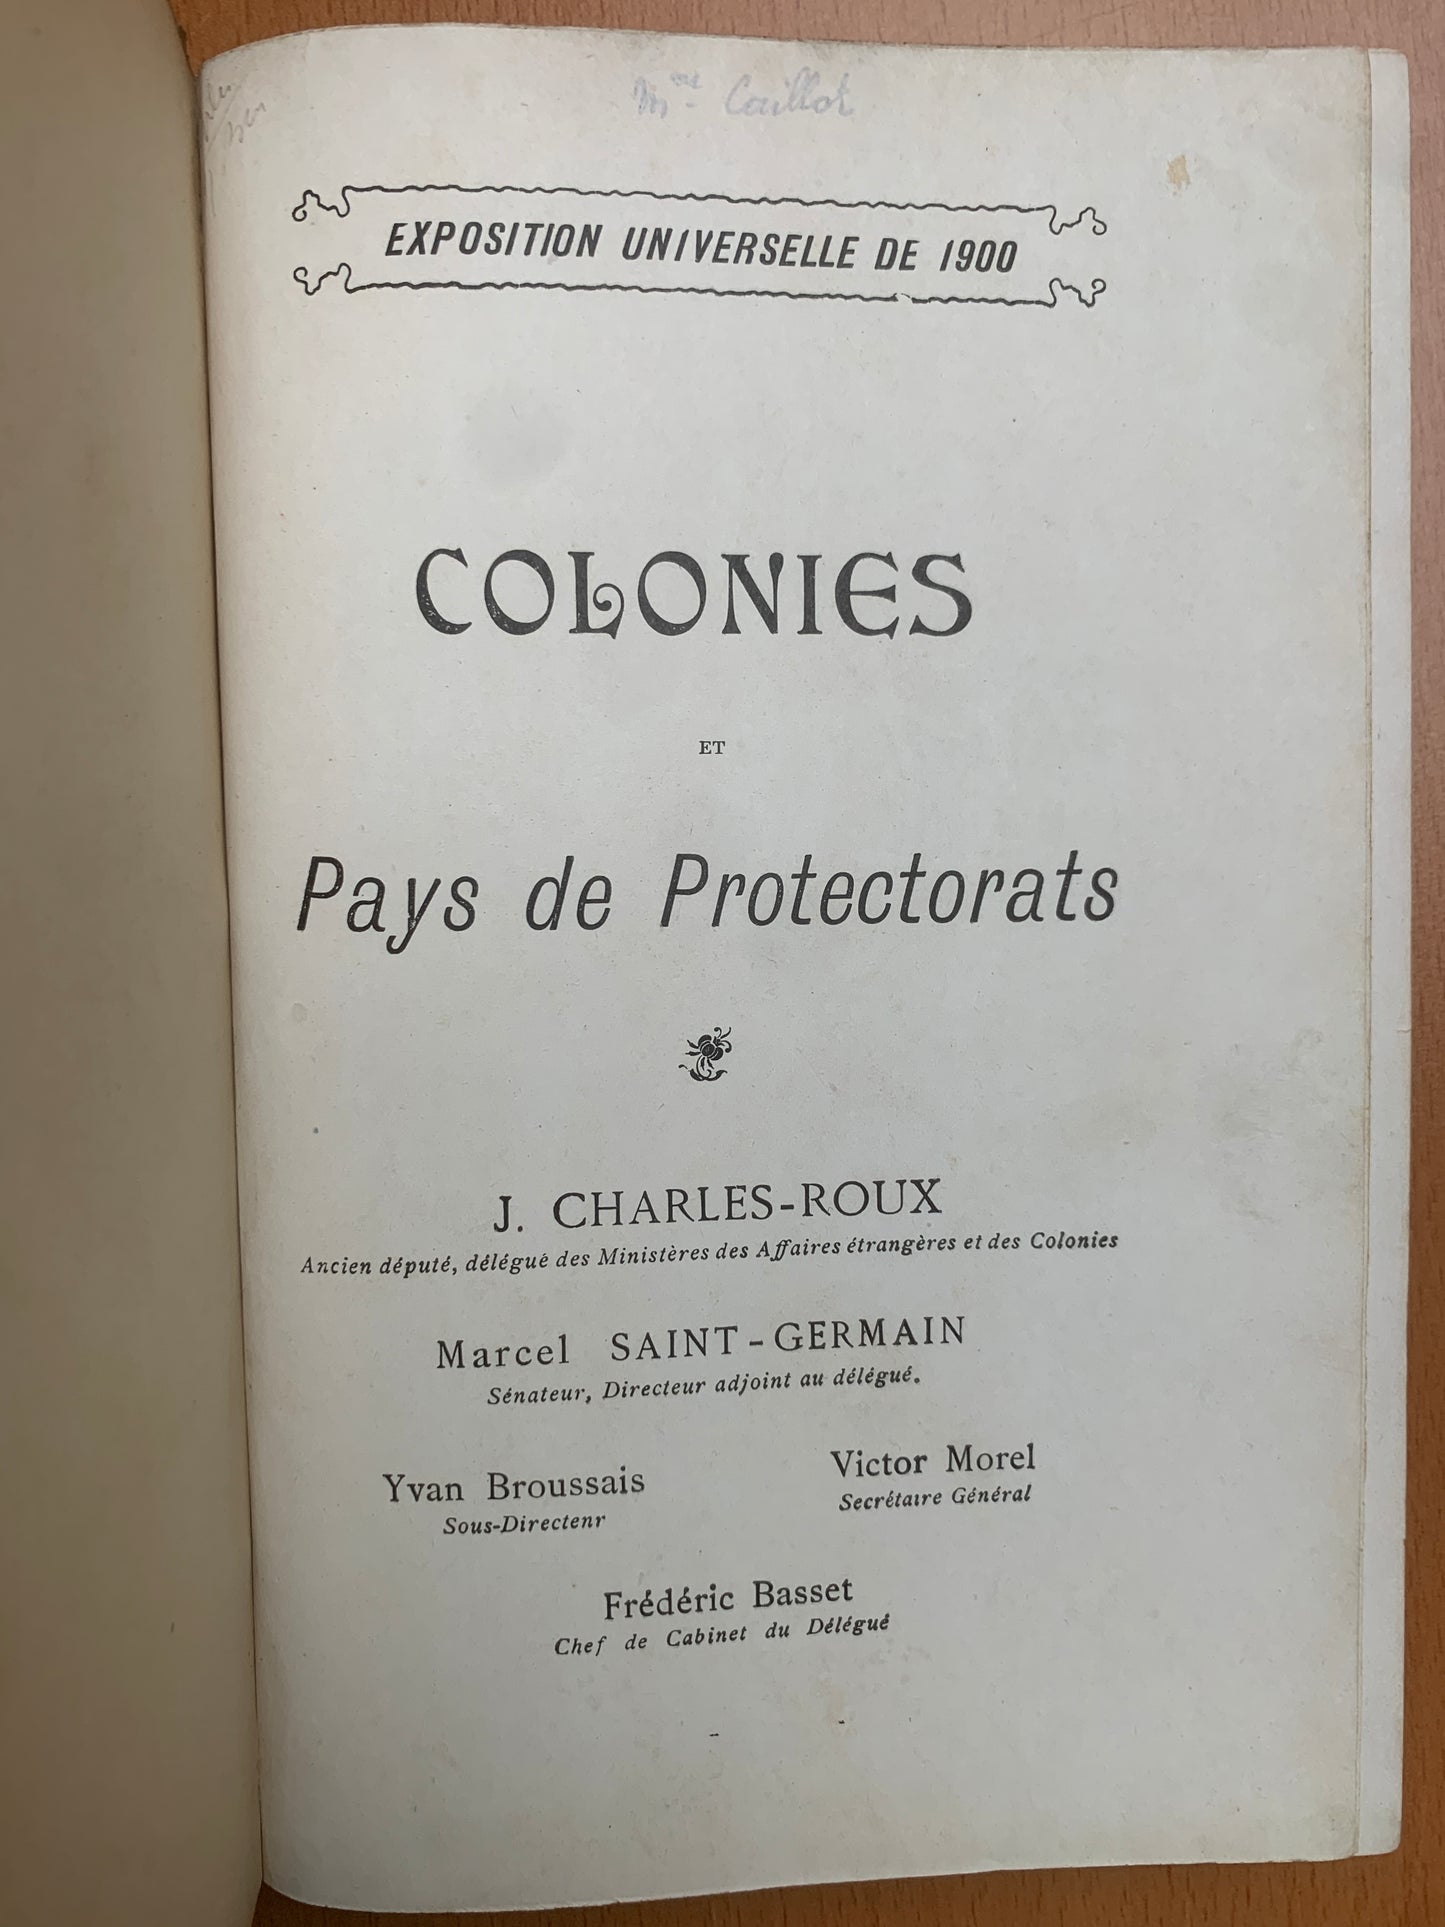 Mme Caillot
EXPOSITION UNIVERSELLE DE 1900
COLONIES
ET
Pays de Protectorats
J. CHARLES-ROUX
Ancien député, délégué des Ministères des Affaires étrangères et des Colonies
Marcel SAINT-GERMAIN
Sénateur, Directeur adjoint au délégué.
Yvan Broussais
Sous-Directenr
Victor Morel
Secrétaire Général
Frédéric Basset
Chef de Cabinet du Délégué